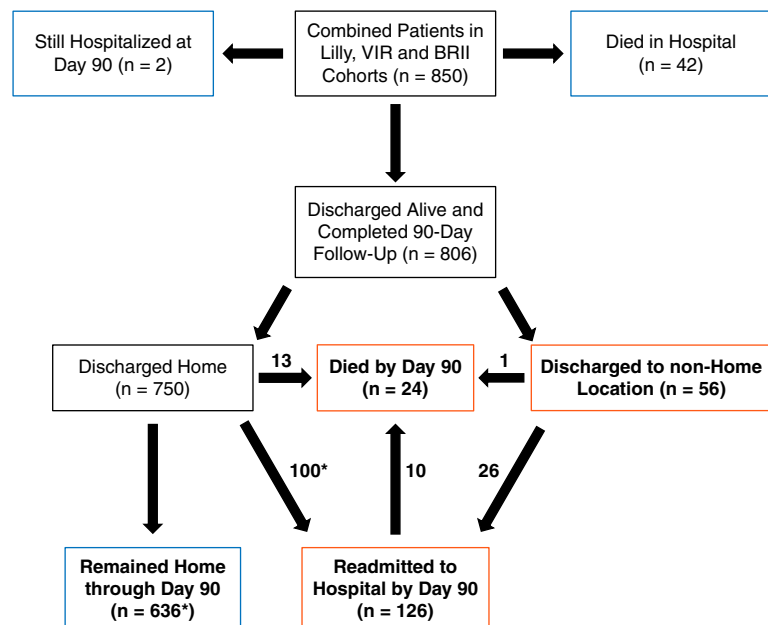 Still Hospitalized at
Day 90 (n = 2)
Combined Patients in
Lilly, VIR and BRII
Cohorts (n = 850)
Died in Hospital
(n = 42)
Discharged Alive and
Completed 90-Day
Follow-Up (n = 806)
Discharged Home
(n = 750)
13
Died by Day 90
(n = 24)
1
Discharged to non-Home
Location (n = 56)
100*
10
26
Remained Home
through Day 90
(n = 636*)
Readmitted to
Hospital by Day 90
(n = 126)